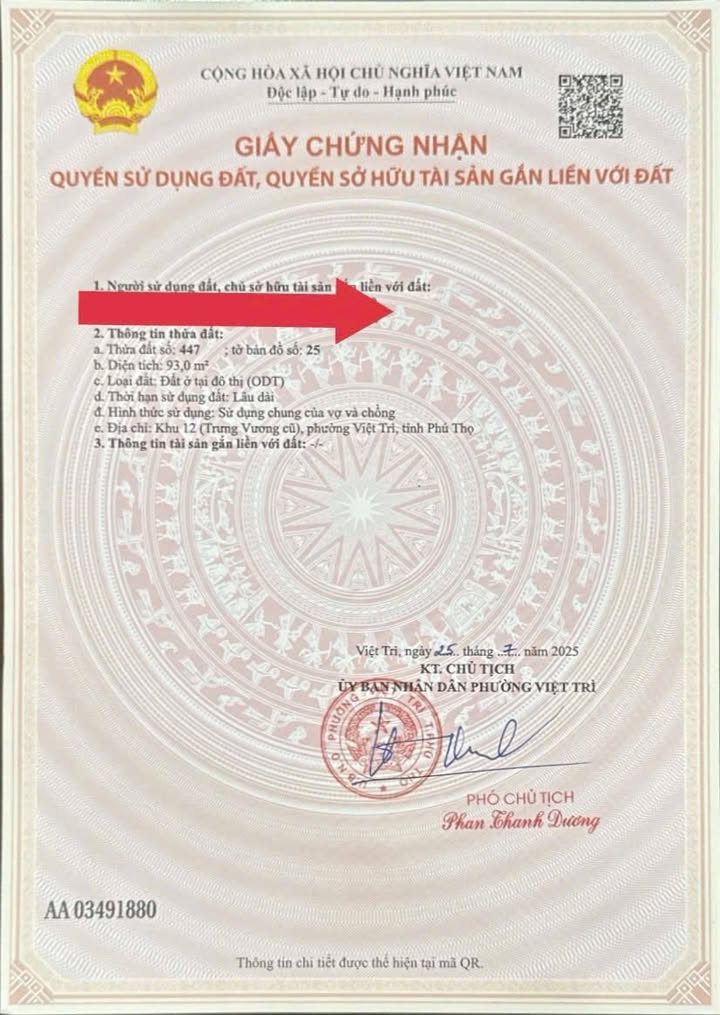 CỘNG HÒA XÃ HỘI CHỦ NGHĨA VIỆT NAM
Độc lập - Tự do - Hạnh phúc
GIẤY CHỨNG NHẬN
QUYỀN SỬ DỤNG ĐẤT, QUYỀN SỞ HỮU TÀI SẢN GẮN LIỀN VỚI ĐẤT
1. Người sử dụng đất, chủ sở hữu tài sản gắn liền với đất:
2. Thông tin thửa đất:
a. Thửa đất số: 447 ; tờ bản đồ số: 25
b. Diện tích: 93,0 m²
c. Loại đất: Đất ở tại đô thị (ODT)
d. Thời hạn sử dụng đất: Lâu dài
đ. Hình thức sử dụng: Sử dụng chung của vợ và chồng
e. Địa chỉ: Khu 12 (Trưng Vương cũ), phường Việt Trì, tỉnh Phú Thọ
3. Thông tin tài sản gắn liền với đất: -/-
Việt Trì, ngày 25.. tháng ..7.. năm 2025
KT. CHỦ TỊCH
ỦY BAN NHÂN DÂN PHƯỜNG VIỆT TRÌ
U.B.N.D PHƯỜNG VIỆT TRÌ T.PHÚ THỌ
PHÓ CHỦ TỊCH
Phan Thanh Dương
AA 03491880
Thông tin chi tiết được thể hiện tại mã QR.